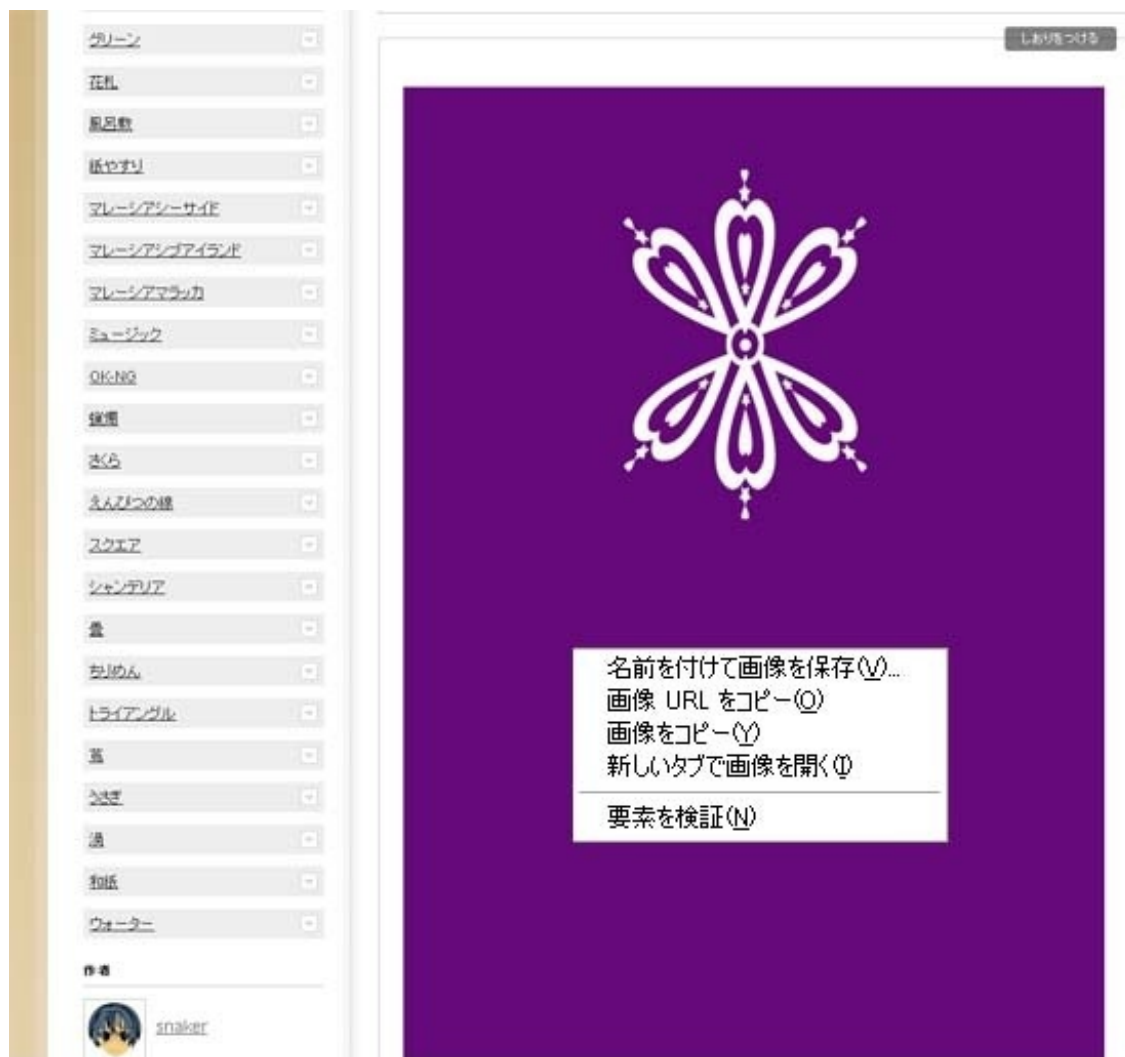 グリーン
花札
風呂敷
紙やすり
マレーシアシーサイド
マレーシアシブアイランド
マレーシアマラッカ
ミュージック
OK-NG
さくら
えんぴつの線
スクエア
シャンデリア
畳
ちりめん
トライアングル
うさぎ
渦
和紙
ウォーター
作者
snaker
しおりをつける
名前を付けて画像を保存(V)...
画像 URL をコピー(O)
画像をコピー(Y)
新しいタブで画像を開く(I)
要素を検証(N)